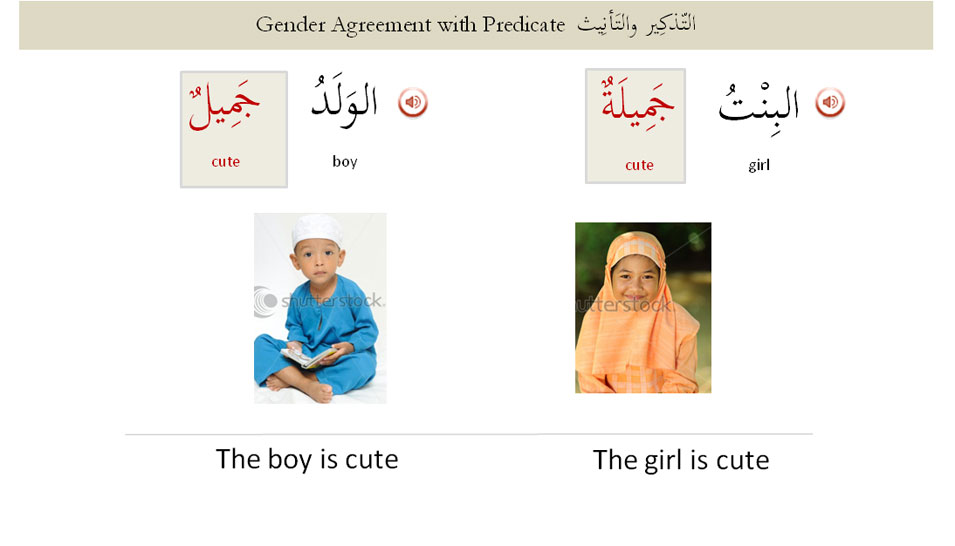 Gender Agreement with Predicate التّذكِير والتَأنِيث
الوَلَدُ جَمِيلٌ
cute boy
البِنْتُ جَمِيلَةٌ
cute girl
shutterstock
utterstock
The boy is cute
The girl is cute